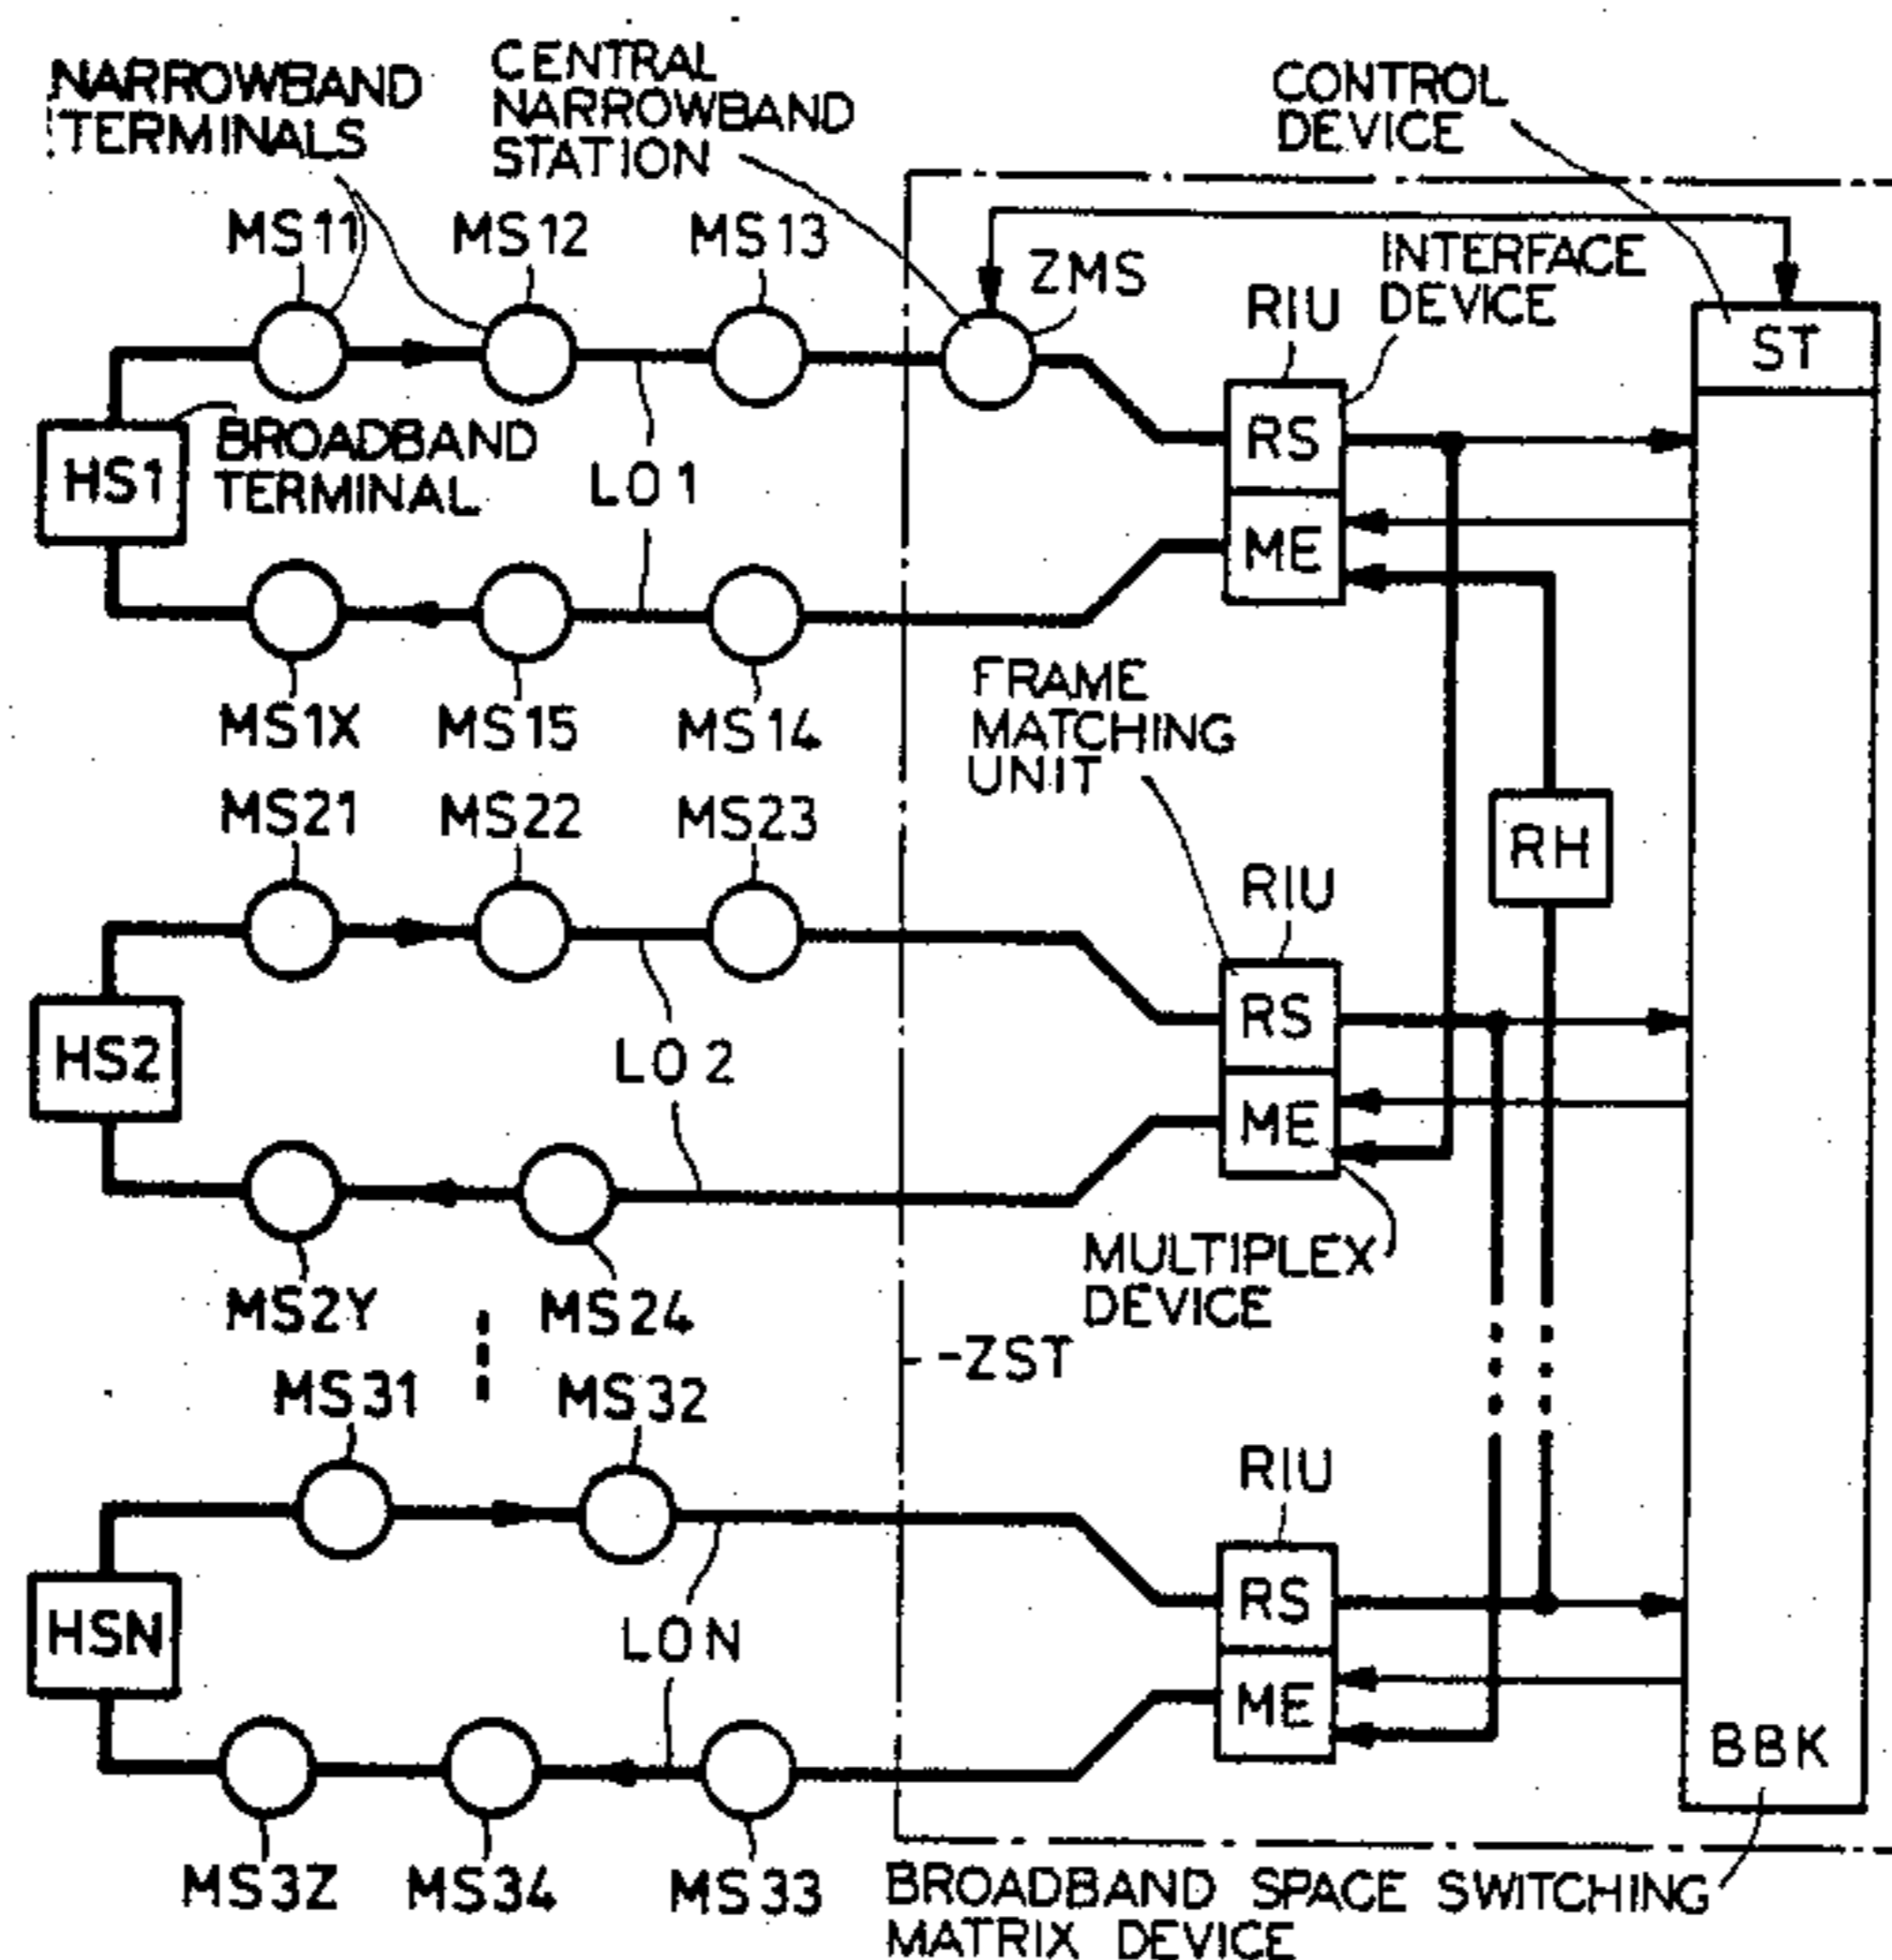 NARROWBAND
TERMINALS
CENTRAL
NARROWBAND
STATION
CONTROL
DEVICE
MS11
MS12
MS13
ZMS
INTERFACE
DEVICE
RIU
ST
RS
HS1
BROADBAND
TERMINAL
LO1
ME
MS1X
MS15
MS14
FRAME
MATCHING
UNIT
MS21
MS22
MS23
RH
RIU
RS
HS2
LO2
ME
MULTIPLEX
DEVICE
MS2Y
MS24
-ZST
MS31
MS32
RIU
RS
HSN
LON
ME
BBK
MS3Z
MS34
MS33
BROADBAND SPACE SWITCHING
MATRIX DEVICE